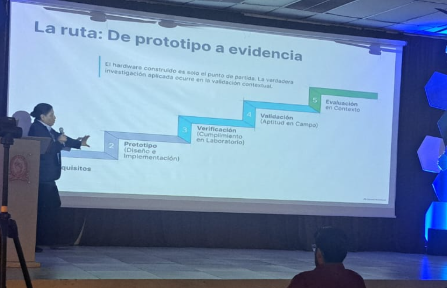 La ruta: De prototipo a evidencia
El hardware construido es solo el punto de partida. La verdadera
investigación aplicada ocurre en la validación contextual.
5
Evaluación
en Contexto
4
Validación
(Aptitud en Campo)
3
Verificación
(Cumplimiento
en Laboratorio)
2
Prototipo
(Diseño e
Implementación)
quisitos